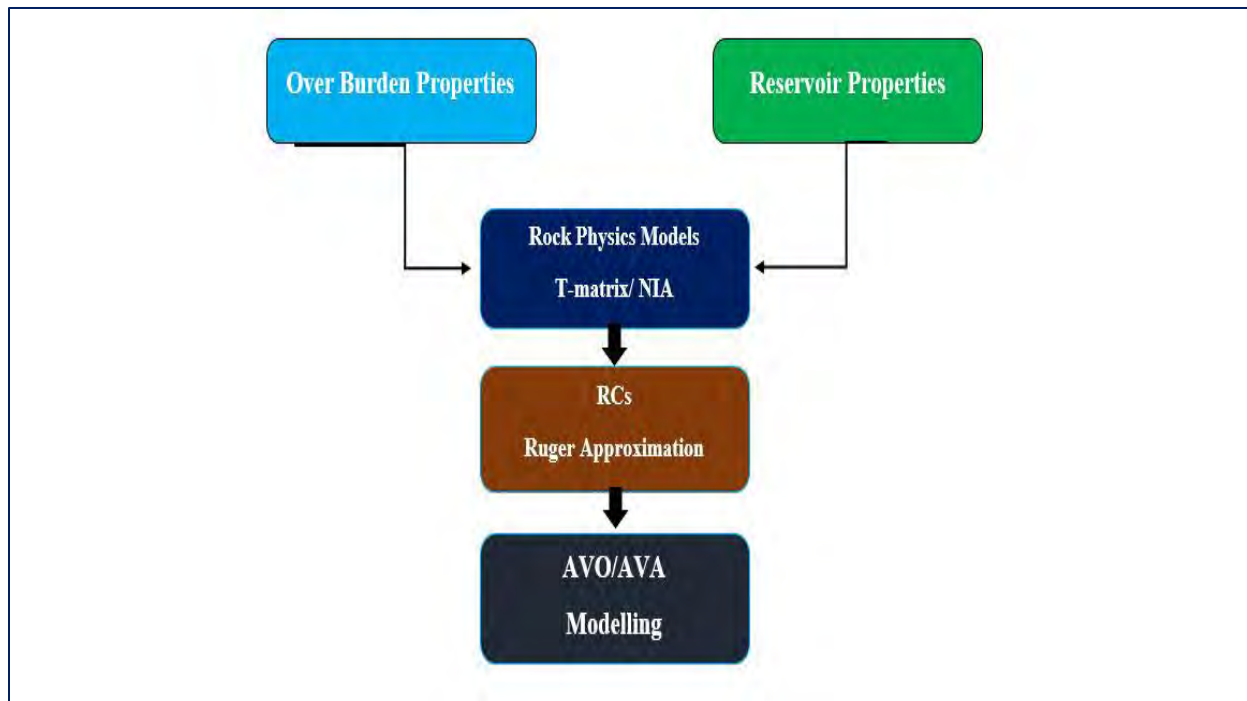 Over Burden Properties
Reservoir Properties
Rock Physics Models
T-matrix/ NIA
RCs
Ruger Approximation
AVO/AVA
Modelling